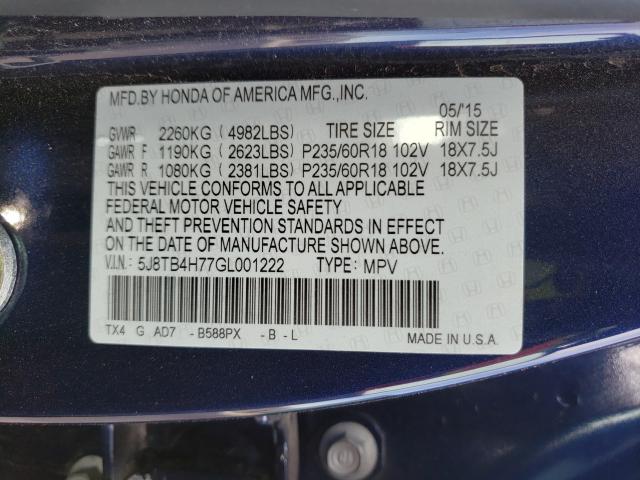 MFD.BY HONDA OF AMERICA MFG.,INC.
05/15
GVWR 2260KG (4982LBS) TIRE SIZE RIM SIZE
GAWR F 1190KG (2623LBS) P235/60R18 102V 18X7.5J
GAWR R 1080KG (2381LBS) P235/60R18 102V 18X7.5J
THIS VEHICLE CONFORMS TO ALL APPLICABLE
FEDERAL MOTOR VEHICLE SAFETY
AND THEFT PREVENTION STANDARDS IN EFFECT
ON THE DATE OF MANUFACTURE SHOWN ABOVE.
V.I.N.: 5J8TB4H77GL001222 TYPE: MPV
TX4 G AD7 - B588PX - B - L MADE IN U.S.A.